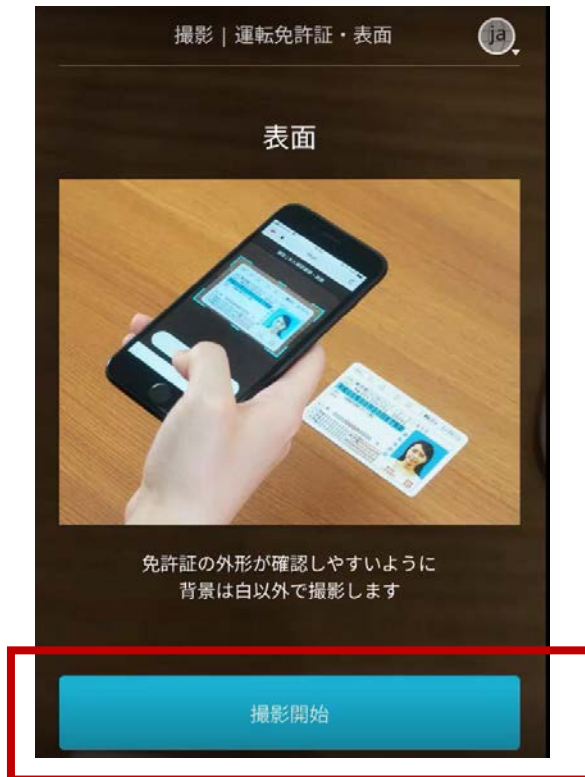 撮影 | 運転免許証・表面
ja
表面
免許証の外形が確認しやすいように
背景は白以外で撮影します
撮影開始